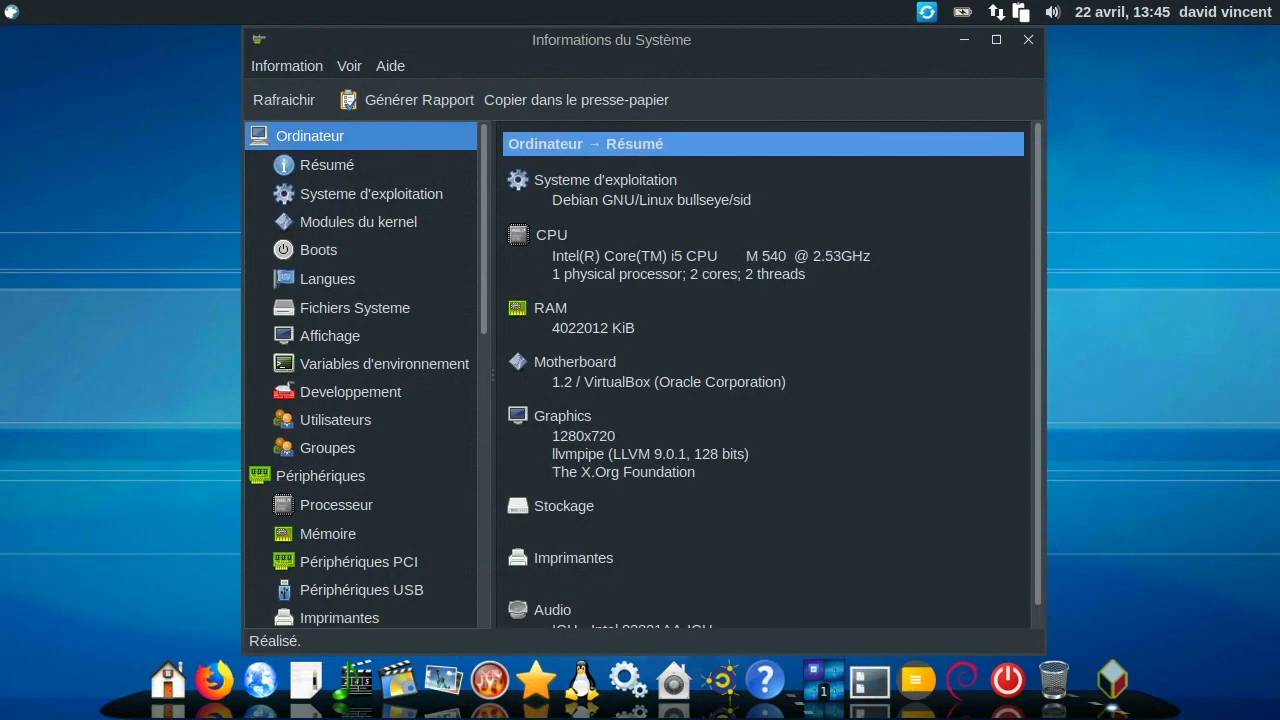 22 avril, 13:45 david vincent
Informations du Système
Information Voir Aide
Rafraichir Générer Rapport Copier dans le presse-papier
Ordinateur
Résumé
Systeme d'exploitation
Modules du kernel
Boots
Langues
Fichiers Systeme
Affichage
Variables d'environnement
Developpement
Utilisateurs
Groupes
Périphériques
Processeur
Mémoire
Périphériques PCI
Périphériques USB
Imprimantes
Ordinateur → Résumé
Systeme d'exploitation
Debian GNU/Linux bullseye/sid
CPU
Intel(R) Core(TM) i5 CPU M 540 @ 2.53GHz
1 physical processor; 2 cores; 2 threads
RAM
4022012 KiB
Motherboard
1.2 / VirtualBox (Oracle Corporation)
Graphics
1280x720
llvmpipe (LLVM 9.0.1, 128 bits)
The X.Org Foundation
Stockage
Imprimantes
Audio
Réalisé.
1